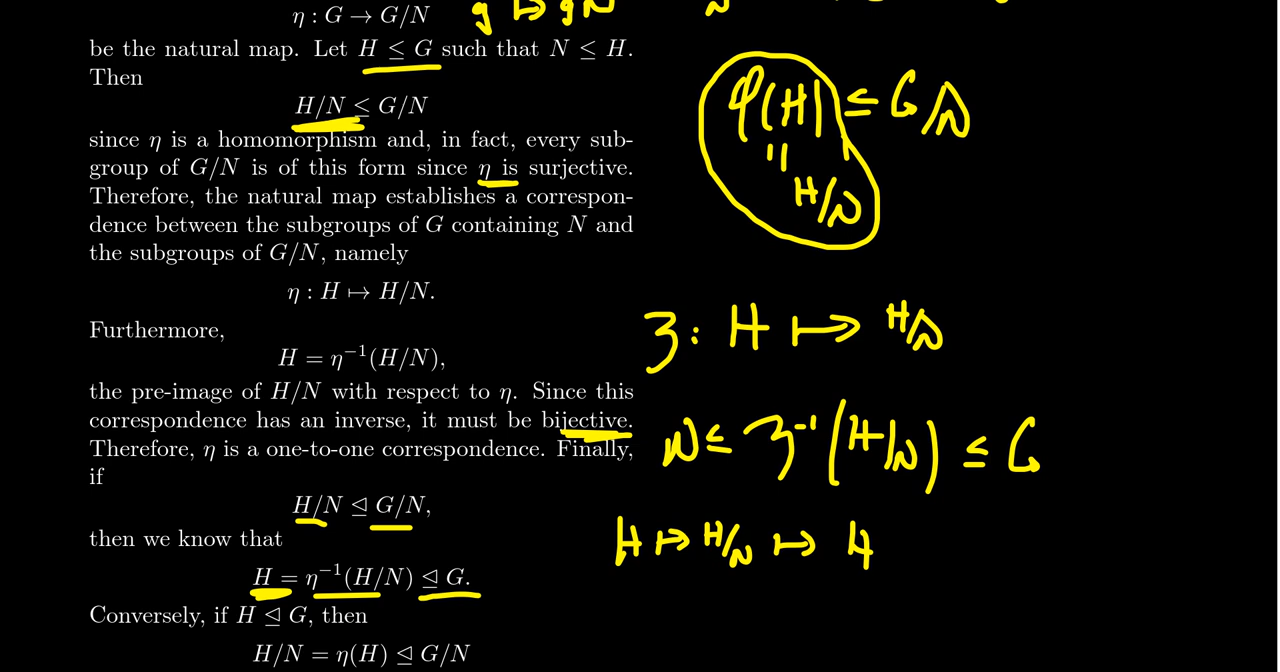 η : G → G/N
g ↦ gN
be the natural map. Let H ≤ G such that N ≤ H.
Then
H/N ≤ G/N
since η is a homomorphism and, in fact, every sub-
group of G/N is of this form since η is surjective.
Therefore, the natural map establishes a correspon-
dence between the subgroups of G containing N and
the subgroups of G/N, namely
η : H ↦ H/N.
Furthermore,
H = η⁻¹(H/N),
the pre-image of H/N with respect to η. Since this
correspondence has an inverse, it must be bijective.
Therefore, η is a one-to-one correspondence. Finally,
if
H/N ⊴ G/N,
then we know that
H = η⁻¹(H/N) ⊴ G.
Conversely, if H ⊴ G, then
H/N = η(H) ⊴ G/N
φ(H) ≤ G/N
=
H/N
η : H ↦ H/N
N ≤ η⁻¹(H/N) ≤ G
H ↦ H/N ↦ H